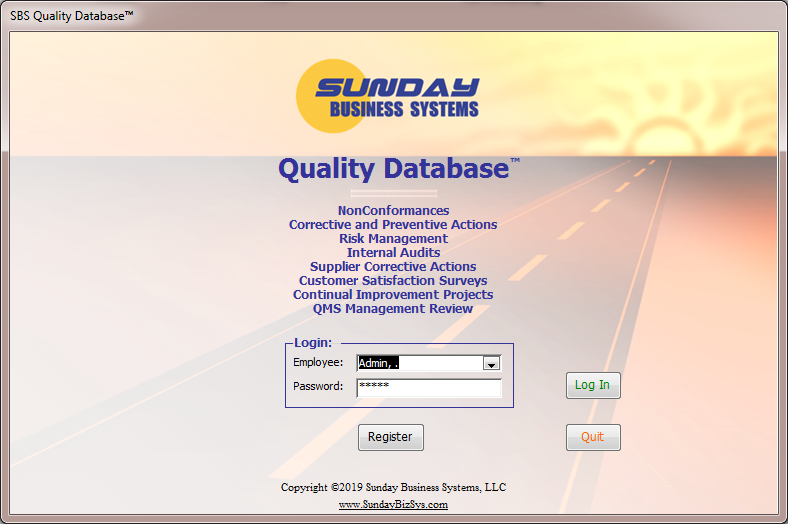 SBS Quality Database™
SUNDAY
BUSINESS SYSTEMS
Quality Database™
NonConformances
Corrective and Preventive Actions
Risk Management
Internal Audits
Supplier Corrective Actions
Customer Satisfaction Surveys
Continual Improvement Projects
QMS Management Review
Login:
Employee: Admin, .
Password: *****
Log In
Register
Quit
Copyright ©2019 Sunday Business Systems, LLC
www.SundayBizSys.com